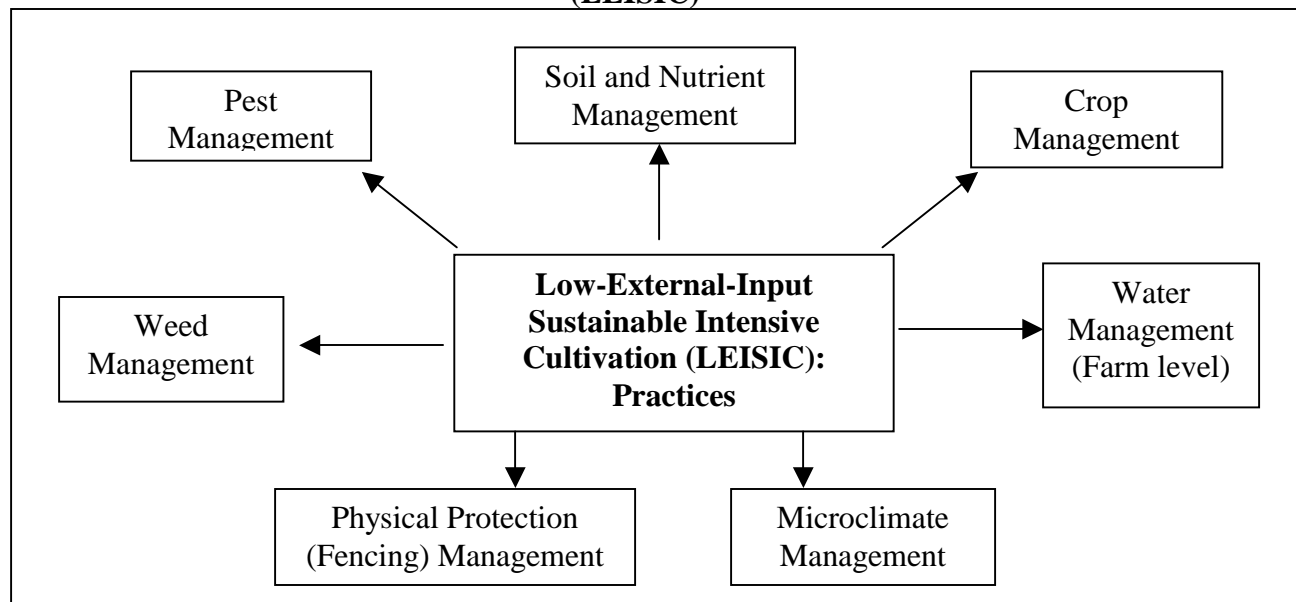 (LEISIC)
Pest
Management
Soil and Nutrient
Management
Crop
Management
Low-External-Input
Sustainable Intensive
Cultivation (LEISIC):
Practices
Weed
Management
Water
Management
(Farm level)
Physical Protection
(Fencing) Management
Microclimate
Management